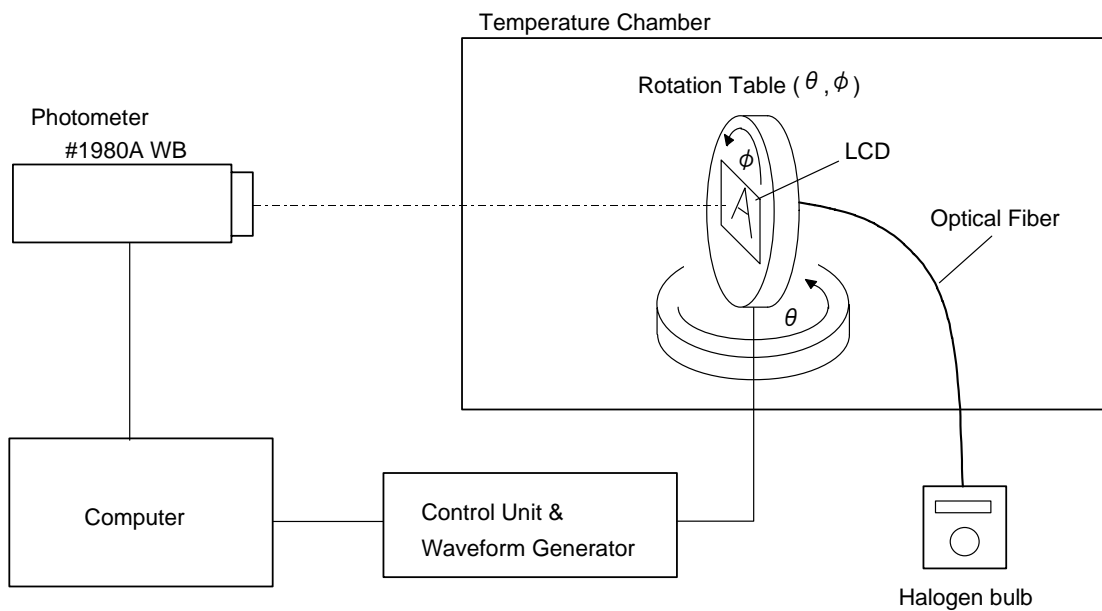 Temperature Chamber
Rotation Table ( θ , φ )
Photometer
#1980A WB
φ
LCD
A
Optical Fiber
θ
Computer
Control Unit &
Waveform Generator
Halogen bulb